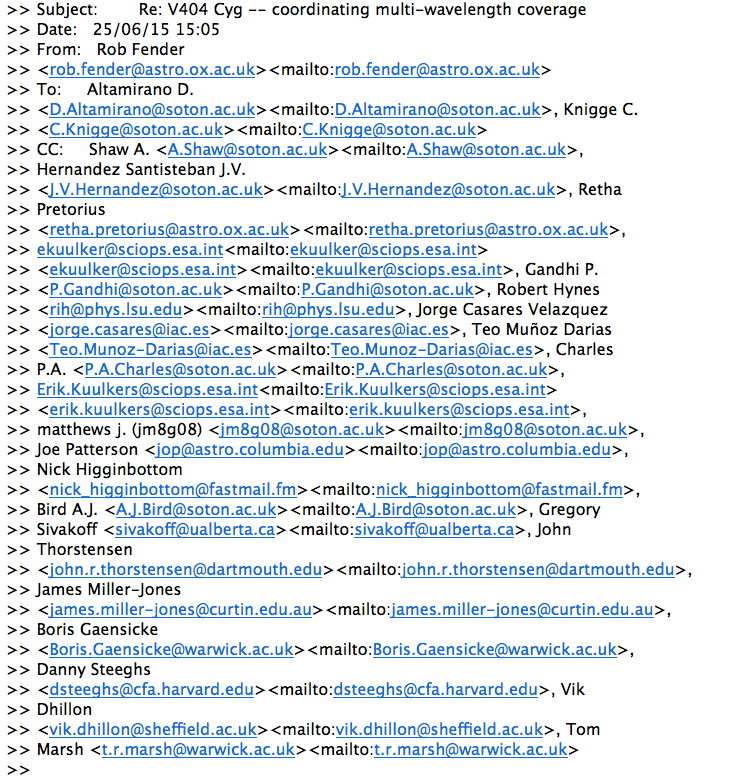 >> Subject: Re: V404 Cyg -- coordinating multi-wavelength coverage
>> Date: 25/06/15 15:05
>> From: Rob Fender
>> <rob.fender@astro.ox.ac.uk><mailto:rob.fender@astro.ox.ac.uk>
>> To: Altamirano D.
>> <D.Altamirano@soton.ac.uk><mailto:D.Altamirano@soton.ac.uk>, Knigge C.
>> <C.Knigge@soton.ac.uk><mailto:C.Knigge@soton.ac.uk>
>> CC: Shaw A. <A.Shaw@soton.ac.uk><mailto:A.Shaw@soton.ac.uk>,
>> Hernandez Santisteban J.V.
>> <J.V.Hernandez@soton.ac.uk><mailto:J.V.Hernandez@soton.ac.uk>, Retha
>> Pretorius
>> <retha.pretorius@astro.ox.ac.uk><mailto:retha.pretorius@astro.ox.ac.uk>,
>> ekuulker@sciops.esa.int<mailto:ekuulker@sciops.esa.int>
>> <ekuulker@sciops.esa.int><mailto:ekuulker@sciops.esa.int>, Gandhi P.
>> <P.Gandhi@soton.ac.uk><mailto:P.Gandhi@soton.ac.uk>, Robert Hynes
>> <rih@phys.lsu.edu><mailto:rih@phys.lsu.edu>, Jorge Casares Velazquez
>> <jorge.casares@iac.es><mailto:jorge.casares@iac.es>, Teo Muñoz Darias
>> <Teo.Munoz-Darias@iac.es><mailto:Teo.Munoz-Darias@iac.es>, Charles
>> P.A. <P.A.Charles@soton.ac.uk><mailto:P.A.Charles@soton.ac.uk>,
>> Erik.Kuulkers@sciops.esa.int<mailto:Erik.Kuulkers@sciops.esa.int>
>> <erik.kuulkers@sciops.esa.int><mailto:erik.kuulkers@sciops.esa.int>,
>> matthews j. (jm8g08) <jm8g08@soton.ac.uk><mailto:jm8g08@soton.ac.uk>,
>> Joe Patterson <jop@astro.columbia.edu><mailto:jop@astro.columbia.edu>,
>> Nick Higginbottom
>> <nick_higginbottom@fastmail.fm><mailto:nick_higginbottom@fastmail.fm>,
>> Bird A.J. <A.J.Bird@soton.ac.uk><mailto:A.J.Bird@soton.ac.uk>, Gregory
>> Sivakoff <sivakoff@ualberta.ca><mailto:sivakoff@ualberta.ca>, John
>> Thorstensen
>> <john.r.thorstensen@dartmouth.edu><mailto:john.r.thorstensen@dartmouth.edu>,
>> James Miller-Jones
>> <james.miller-jones@curtin.edu.au><mailto:james.miller-jones@curtin.edu.au>,
>> Boris Gaensicke
>> <Boris.Gaensicke@warwick.ac.uk><mailto:Boris.Gaensicke@warwick.ac.uk>,
>> Danny Steeghs
>> <dsteeghs@cfa.harvard.edu><mailto:dsteeghs@cfa.harvard.edu>, Vik
>> Dhillon
>> <vik.dhillon@sheffield.ac.uk><mailto:vik.dhillon@sheffield.ac.uk>, Tom
>> Marsh <t.r.marsh@warwick.ac.uk><mailto:t.r.marsh@warwick.ac.uk>
>>